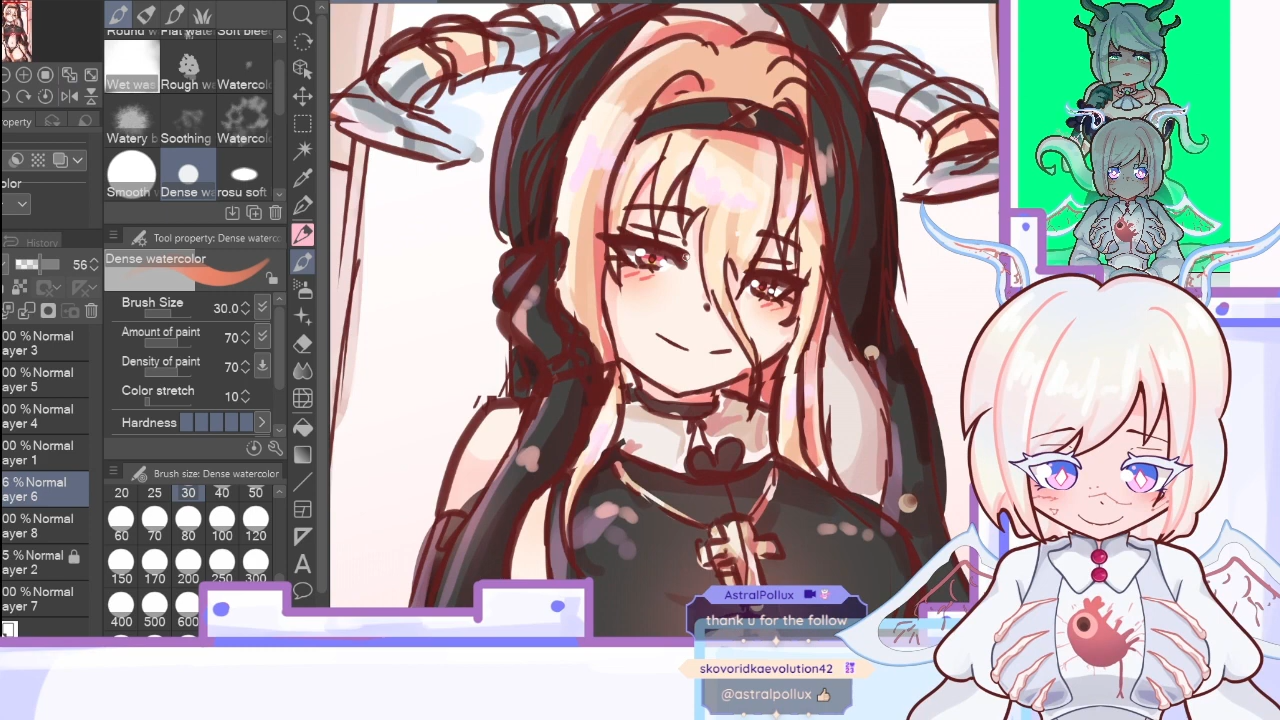 Round w Flat wate Soft blee
Wet was Rough w Watercol
Watery b Soothing Watercol
Smooth w Dense wa rosu soft
roperty
olor
History
56
Tool property: Dense waterc
Dense watercolor
Brush Size 30.0
Amount of paint 70
Density of paint 70
Color stretch 10
Hardness
00 % Normal
ayer 3
00 % Normal
ayer 5
00 % Normal
ayer 4
00 % Normal
ayer 1
6 % Normal
ayer 6
00 % Normal
ayer 8
5 % Normal
ayer 2
00 % Normal
ayer 7
Brush size: Dense watercolor
20 25 30 40 50
60 70 80 100 120
150 170 200 250 300
400 500 600
AstralPollux
thank u for the follow
skovoridkaevolution42
@astralpollux 👍